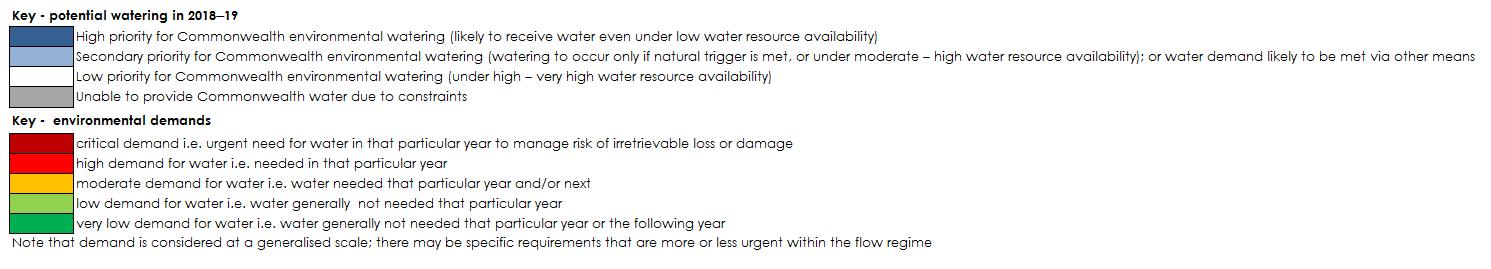 Key - potential watering in 2018–19
High priority for Commonwealth environmental watering (likely to receive water even under low water resource availability)
Secondary priority for Commonwealth environmental watering (watering to occur only if natural trigger is met, or under moderate – high water resource availability); or water demand likely to be met via other means
Low priority for Commonwealth environmental watering (under high – very high water resource availability)
Unable to provide Commonwealth water due to constraints
Key - environmental demands
critical demand i.e. urgent need for water in that particular year to manage risk of irretrievable loss or damage
high demand for water i.e. needed in that particular year
moderate demand for water i.e. water needed that particular year and/or next
low demand for water i.e. water generally not needed that particular year
very low demand for water i.e. water generally not needed that particular year or the following year
Note that demand is considered at a generalised scale; there may be specific requirements that are more or less urgent within the flow regime